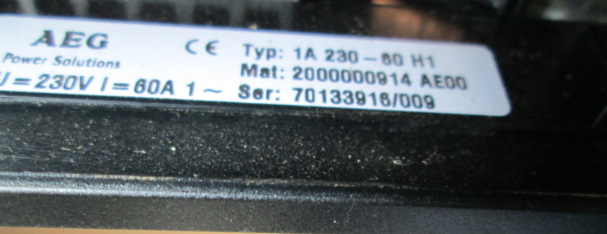 AEG CE Typ: 1A 230-60 H1
Power Solutions Mat: 2000000914 AE00
U=230V I=60A 1~ Ser: 70133916/009